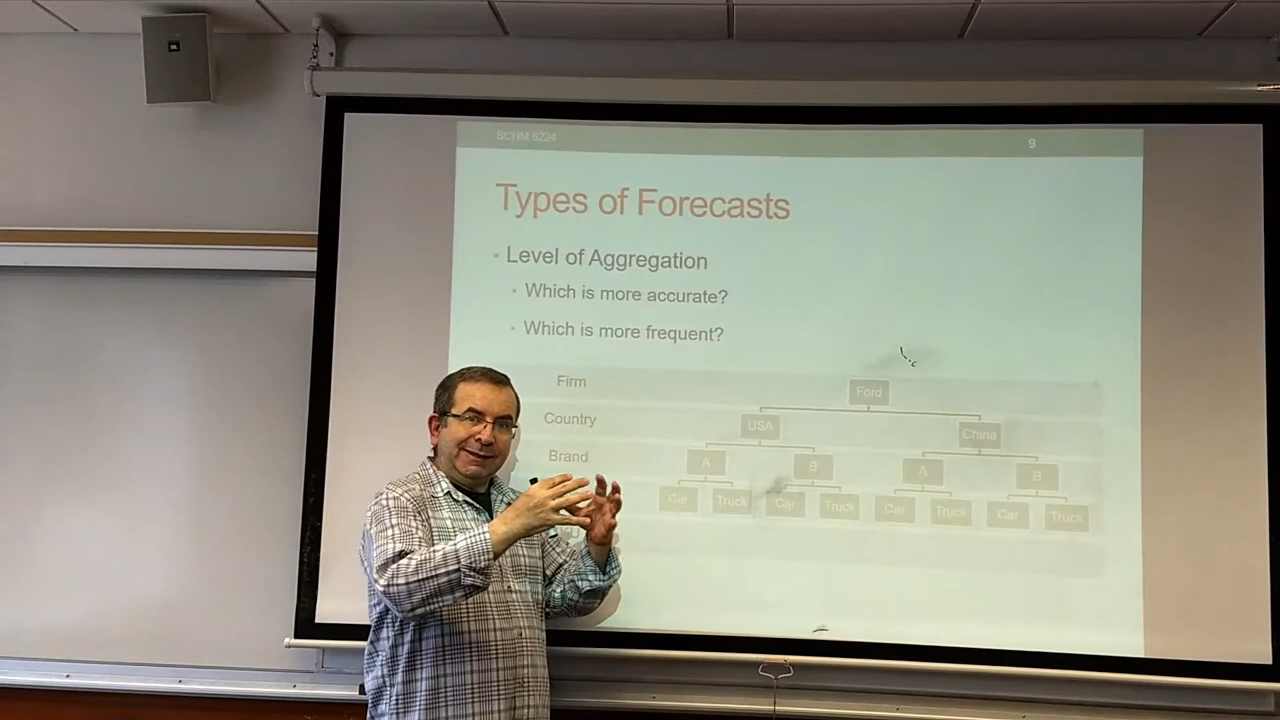 SCHM 6224
9
Types of Forecasts
• Level of Aggregation
• Which is more accurate?
• Which is more frequent?
Firm
Ford
Country
USA
China
Brand
A
B
A
B
Car
Truck
Car
Truck
Car
Truck
Car
Truck
JBL